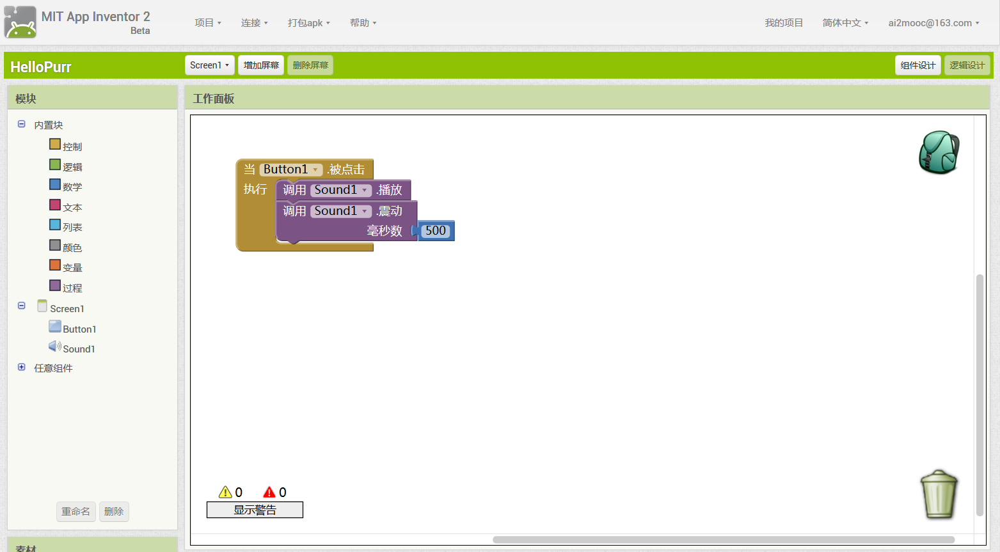 MIT App Inventor 2
Beta
项目 连接 打包apk 帮助 我的项目 简体中文 ai2mooc@163.com
HelloPurr Screen1 增加屏幕 删除屏幕 组件设计 逻辑设计
模块
内置块
控制
逻辑
数学
文本
列表
颜色
变量
过程
Screen1
Button1
Sound1
任意组件
重命名 删除
素材
工作面板
当 Button1 .被点击
执行 调用 Sound1 .播放
调用 Sound1 .震动
毫秒数 500
0 0
显示警告